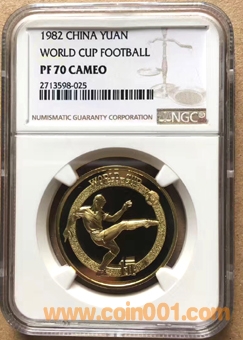 1982 CHINA YUAN
WORLD CUP FOOTBALL
PF 70 CAMEO
2713598-025
NUMISMATIC GUARANTY CORPORATION
NGC
WORLD CUP
www.coin001.com